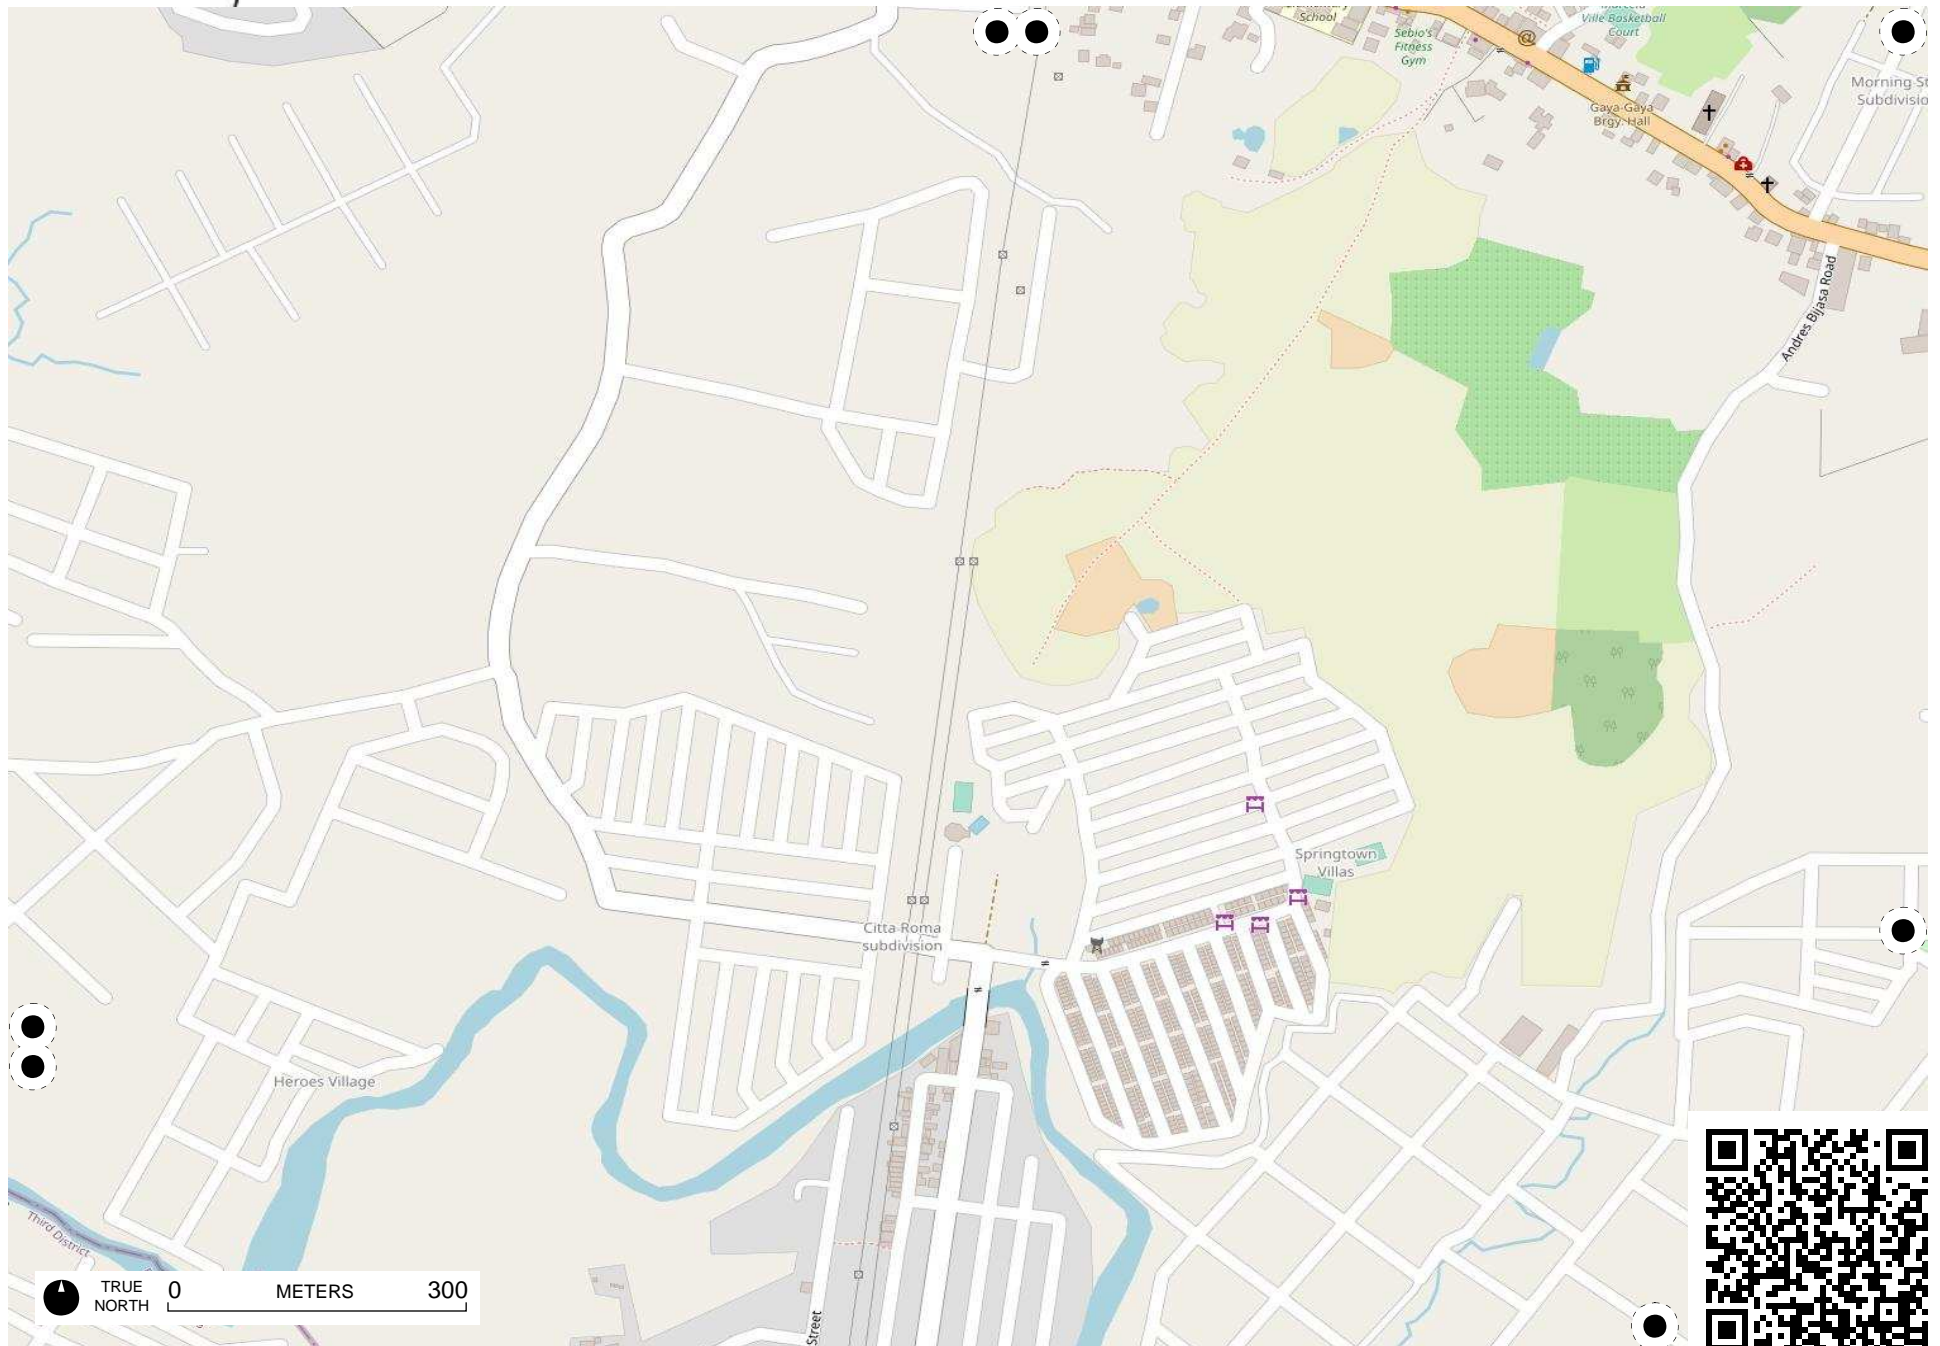 School
Sebio's
Fitness
Gym
Ville Basketball
Court
@
Gaya-Gaya
Brgy. Hall
Morning St
Subdivisio
Andres Bijasa Road
Springtown
Villas
Citta Roma
subdivision
Heroes Village
Third District
TRUE
NORTH
0
METERS
300
Street